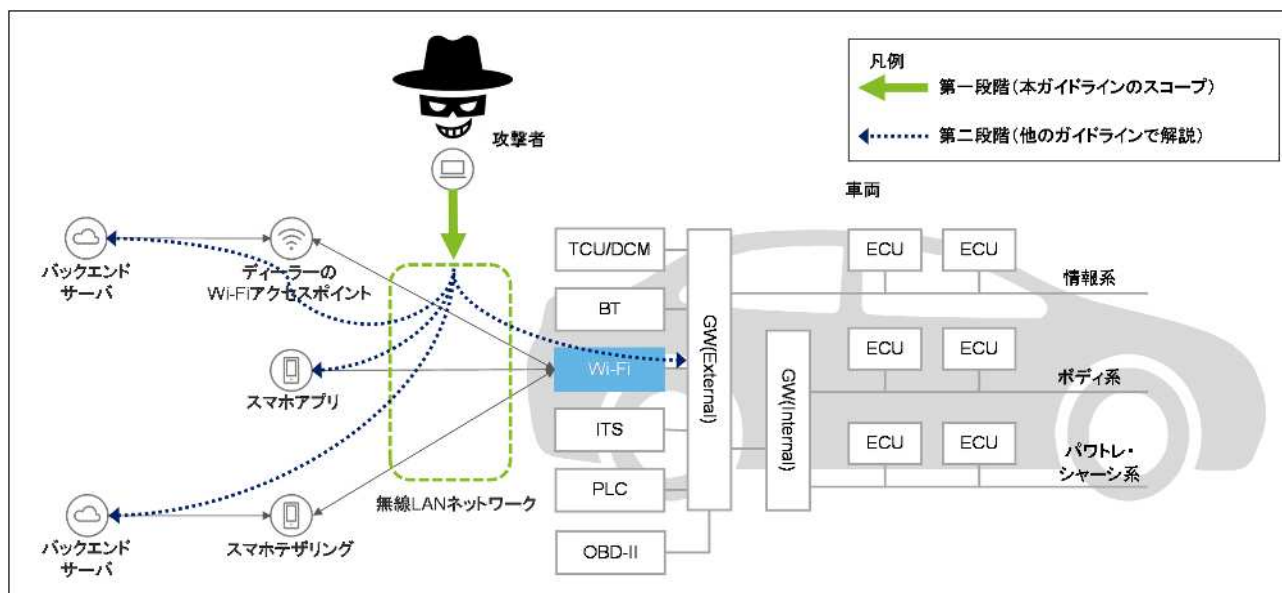 凡例
第一段階(本ガイドラインのスコープ)
第二段階(他のガイドラインで解説)
攻撃者
車両
バックエンド
サーバ
ディーラーの
Wi-Fiアクセスポイント
スマホアプリ
バックエンド
サーバ
スマホテザリング
無線LANネットワーク
TCU/DCM
BT
Wi-Fi
ITS
PLC
OBD-II
GW(External)
GW(Internal)
ECU
ECU
情報系
ECU
ECU
ボディ系
ECU
ECU
パワトレ・
シャーシ系